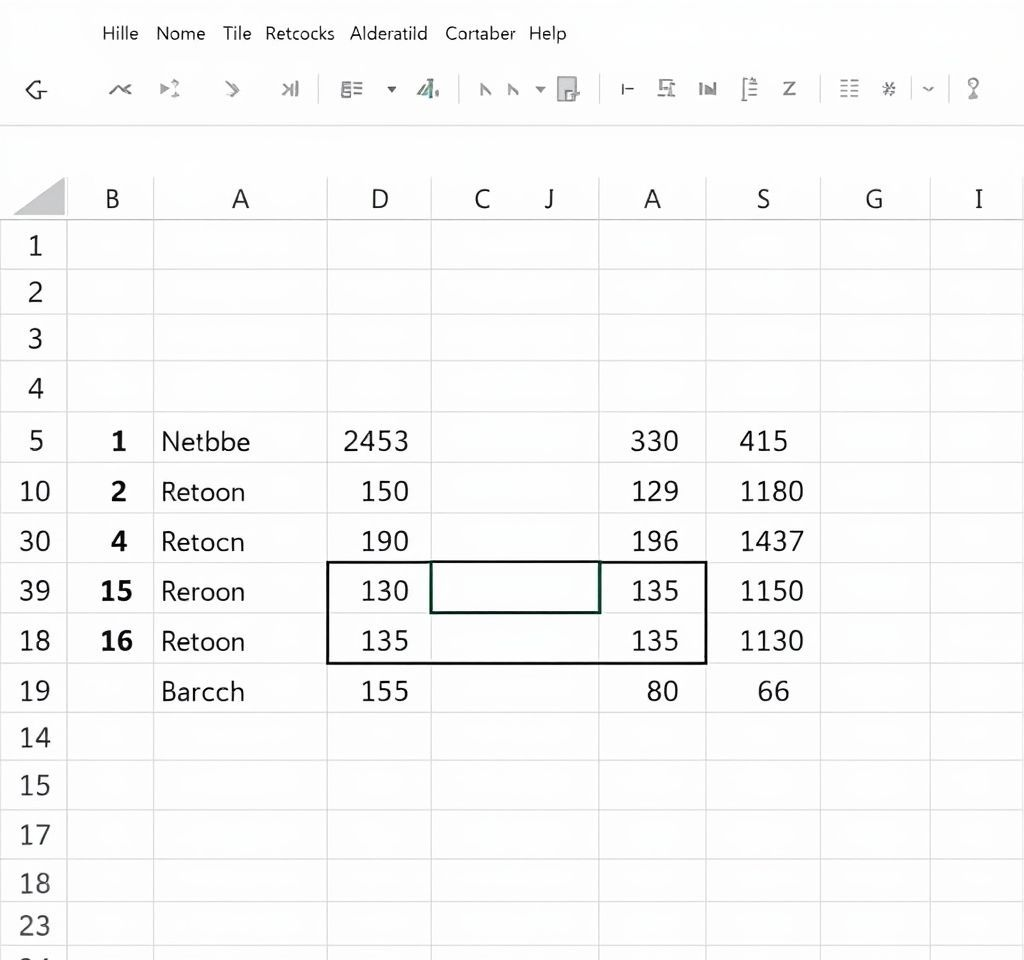 Hille Nome Tile Retcocks Alderatild Cartaber Help
B A D C J A S G I
1
2
3
4
5 1 Netbbe 2453 330 415
10 2 Retoon 150 129 1180
30 4 Retocn 190 196 1437
39 15 Reroon 130 135 1150
18 16 Retoon 135 135 1130
19 Barcch 155 80 66
14
15
17
18
23